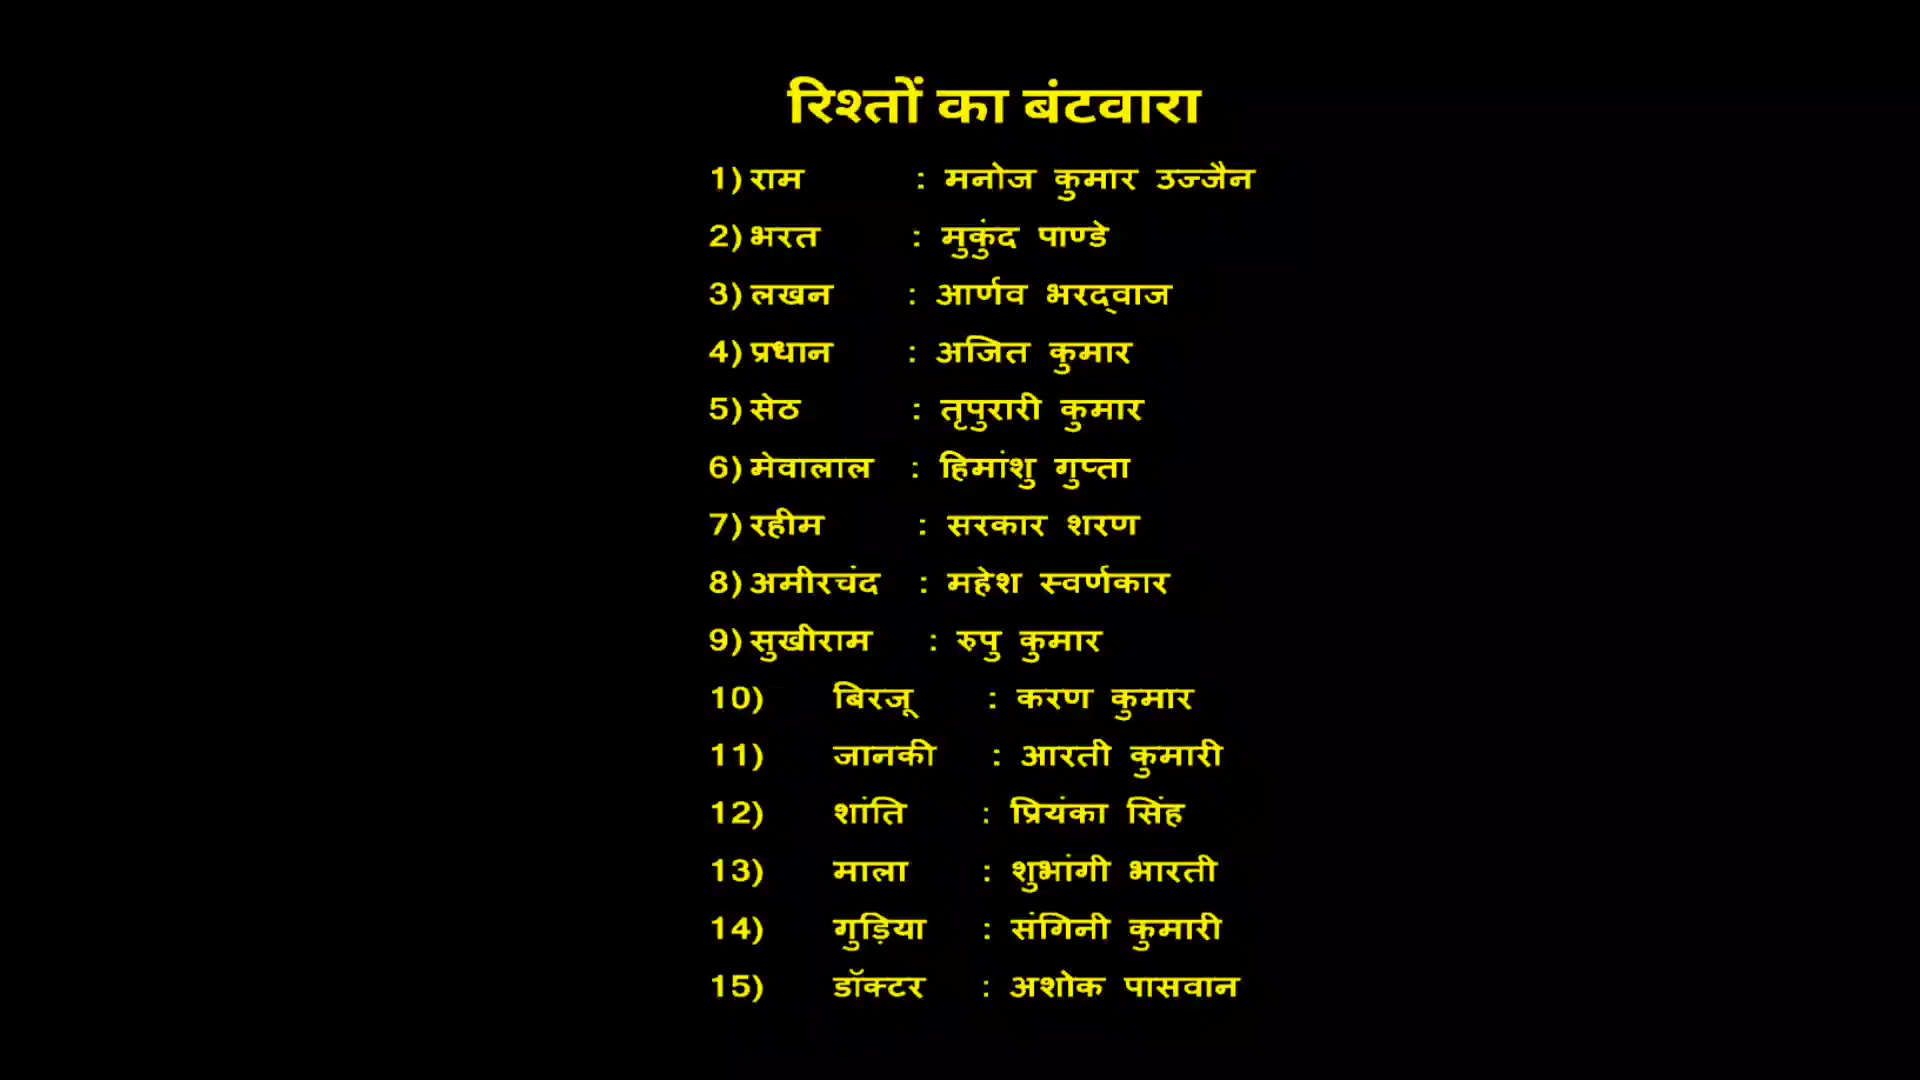 रिश्तों का बंटवारा
1) राम : मनोज कुमार उज्जैन
2) भरत : मुकुंद पाण्डे
3) लखन : आर्णव भरद्‌वाज
4) प्रधान : अजित कुमार
5) सेठ : तृपुरारी कुमार
6) मेवालाल : हिमांशु गुप्ता
7) रहीम : सरकार शरण
8) अमीरचंद : महेश स्वर्णकार
9) सुखीराम : रुपु कुमार
10) बिरजू : करण कुमार
11) जानकी : आरती कुमारी
12) शांति : प्रियंका सिंह
13) माला : शुभांगी भारती
14) गुड़िया : संगिनी कुमारी
15) डॉक्टर : अशोक पासवान